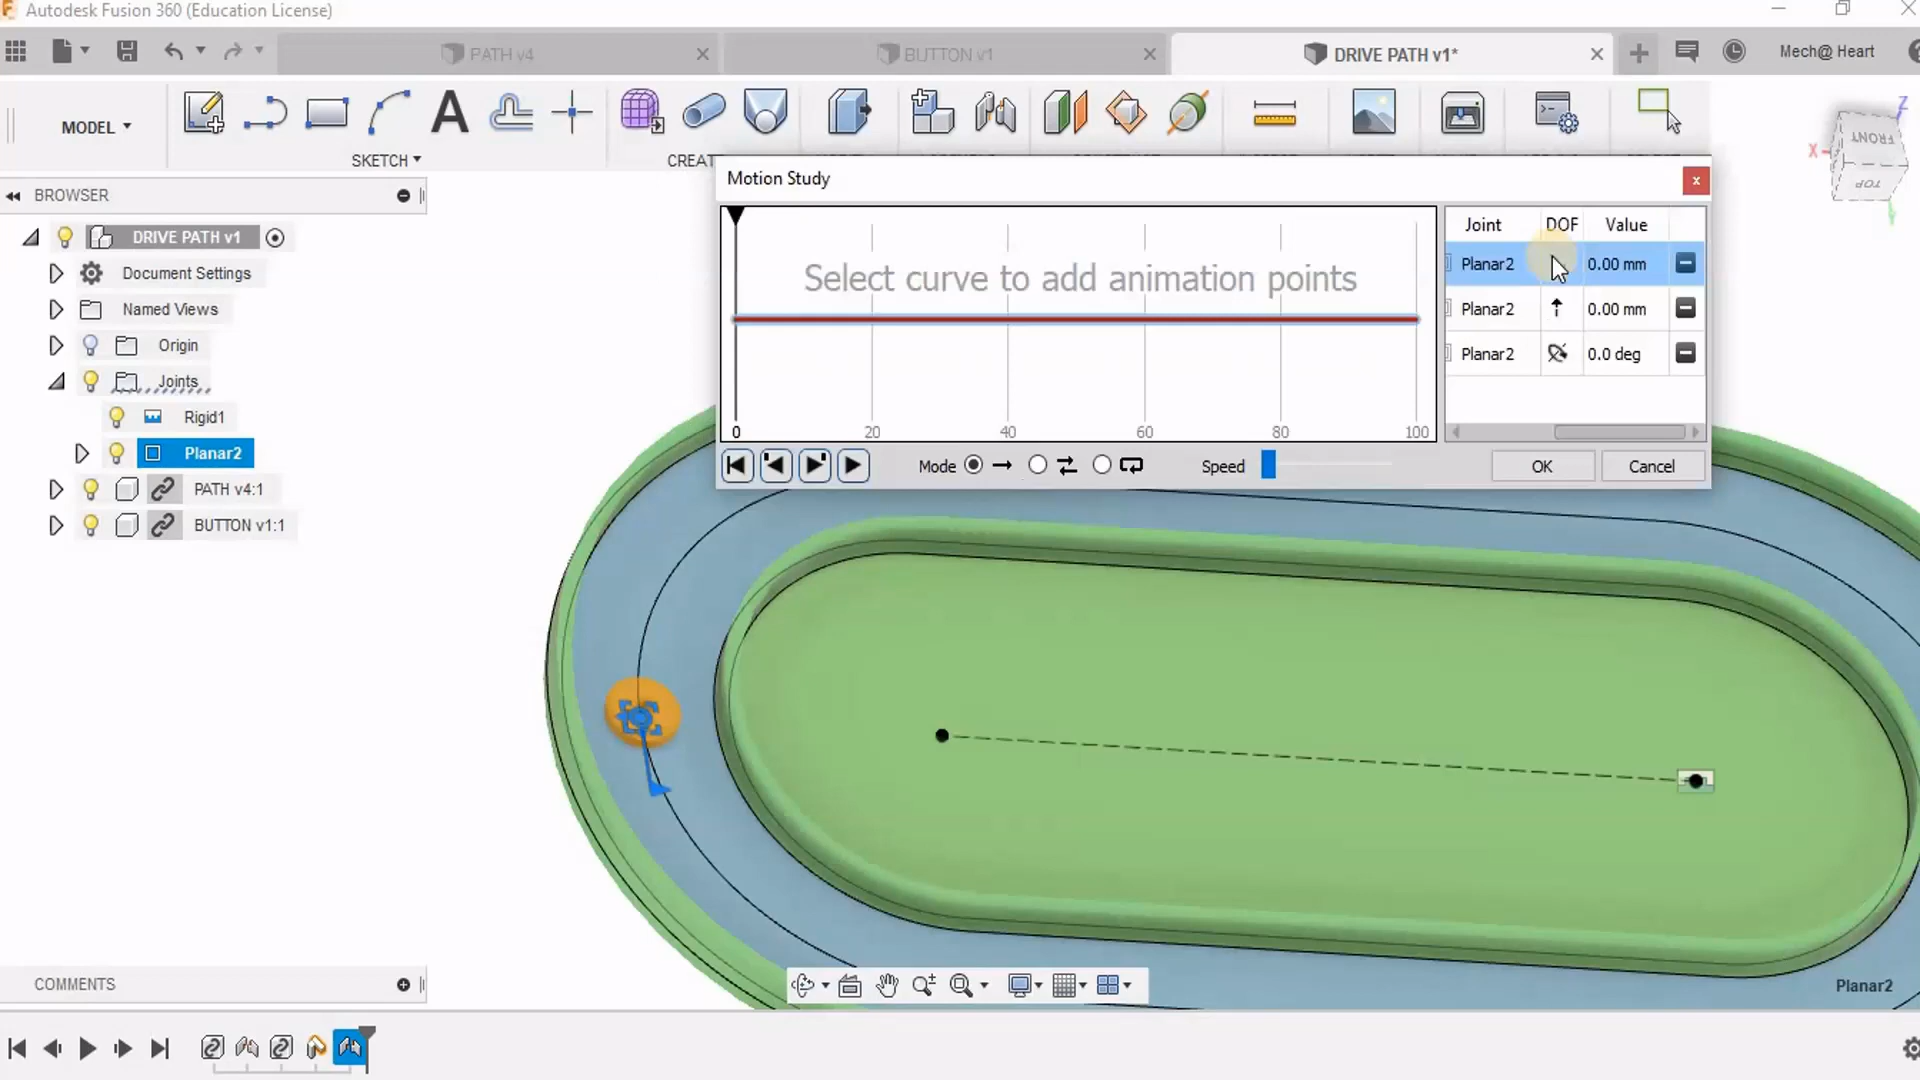 Autodesk Fusion 360 (Education License)
PATH v4
BUTTON v1
DRIVE PATH v1*
Mech@ Heart
MODEL
SKETCH
CREAT
BROWSER
DRIVE PATH v1
Document Settings
Named Views
Origin
Joints
Rigid1
Planar2
PATH v4:1
BUTTON v1:1
Motion Study
Select curve to add animation points
0 20 40 60 80 100
Mode
Speed
Joint DOF Value
Planar2 0.00 mm
Planar2 0.00 mm
Planar2 0.0 deg
OK Cancel
Z
X
FRONT
TOP
COMMENTS
Planar2